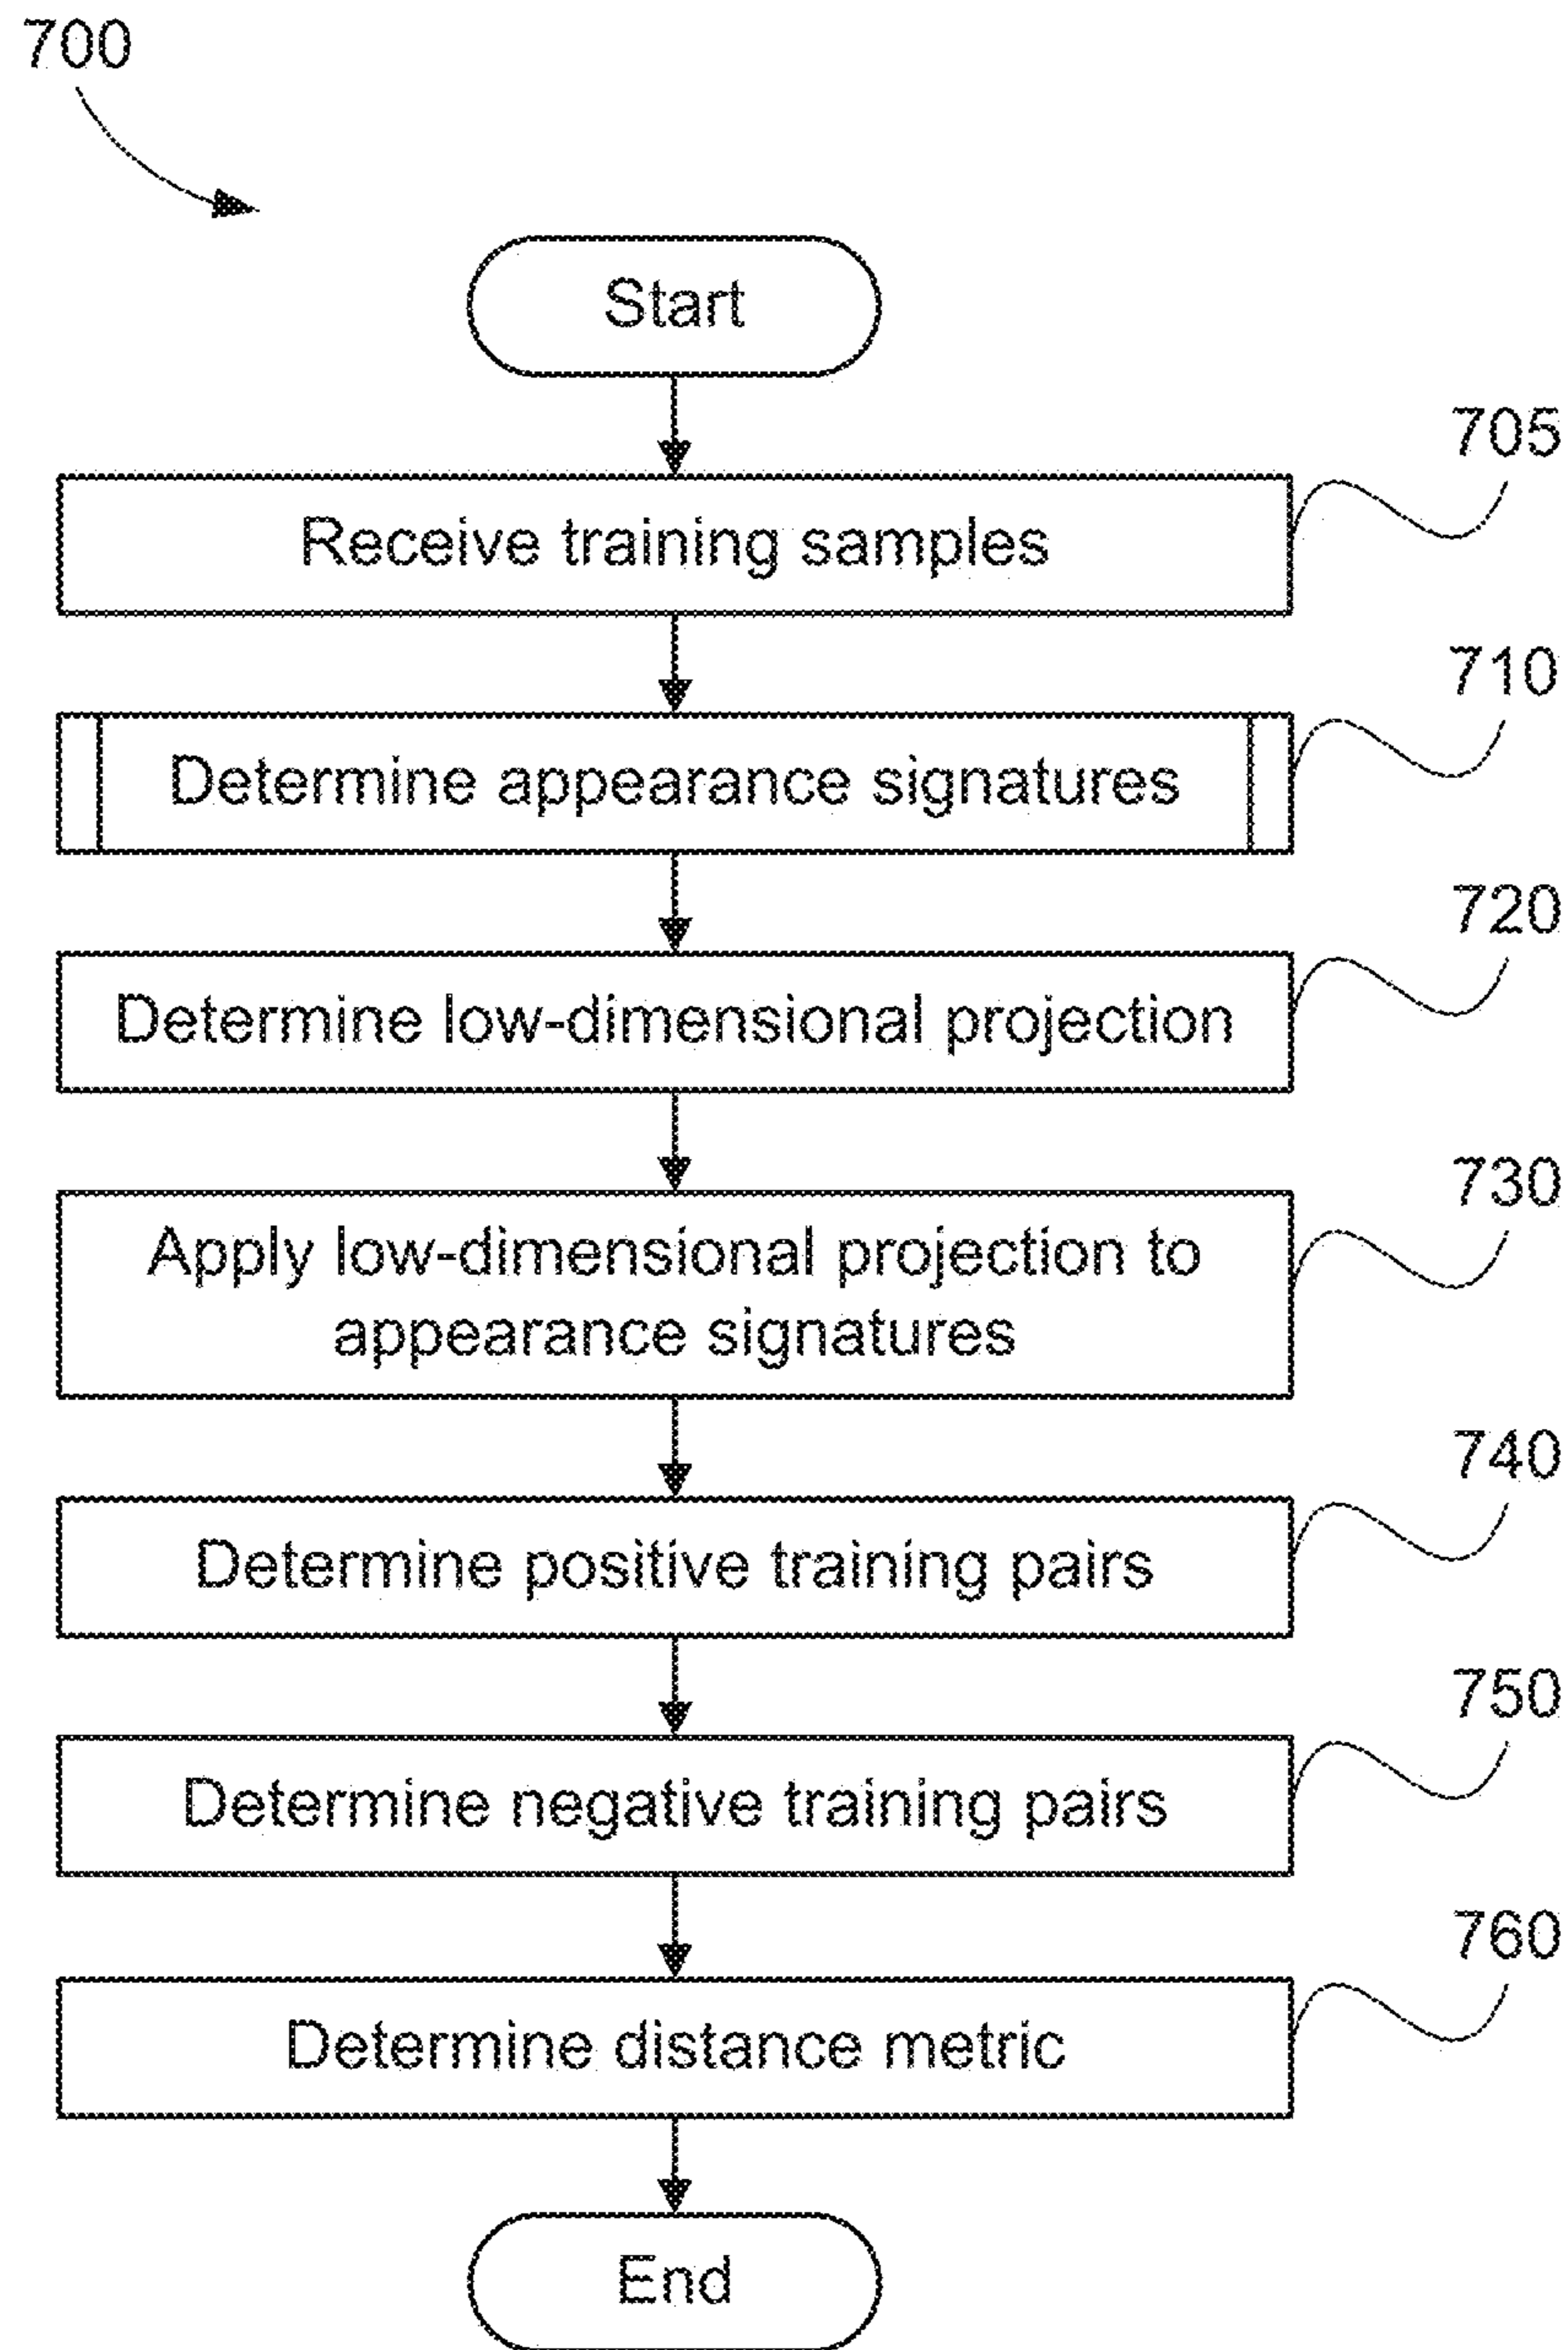 700
Start
705
Receive training samples
710
Determine appearance signatures
720
Determine low-dimensional projection
730
Apply low-dimensional projection to
appearance signatures
740
Determine positive training pairs
750
Determine negative training pairs
760
Determine distance metric
End